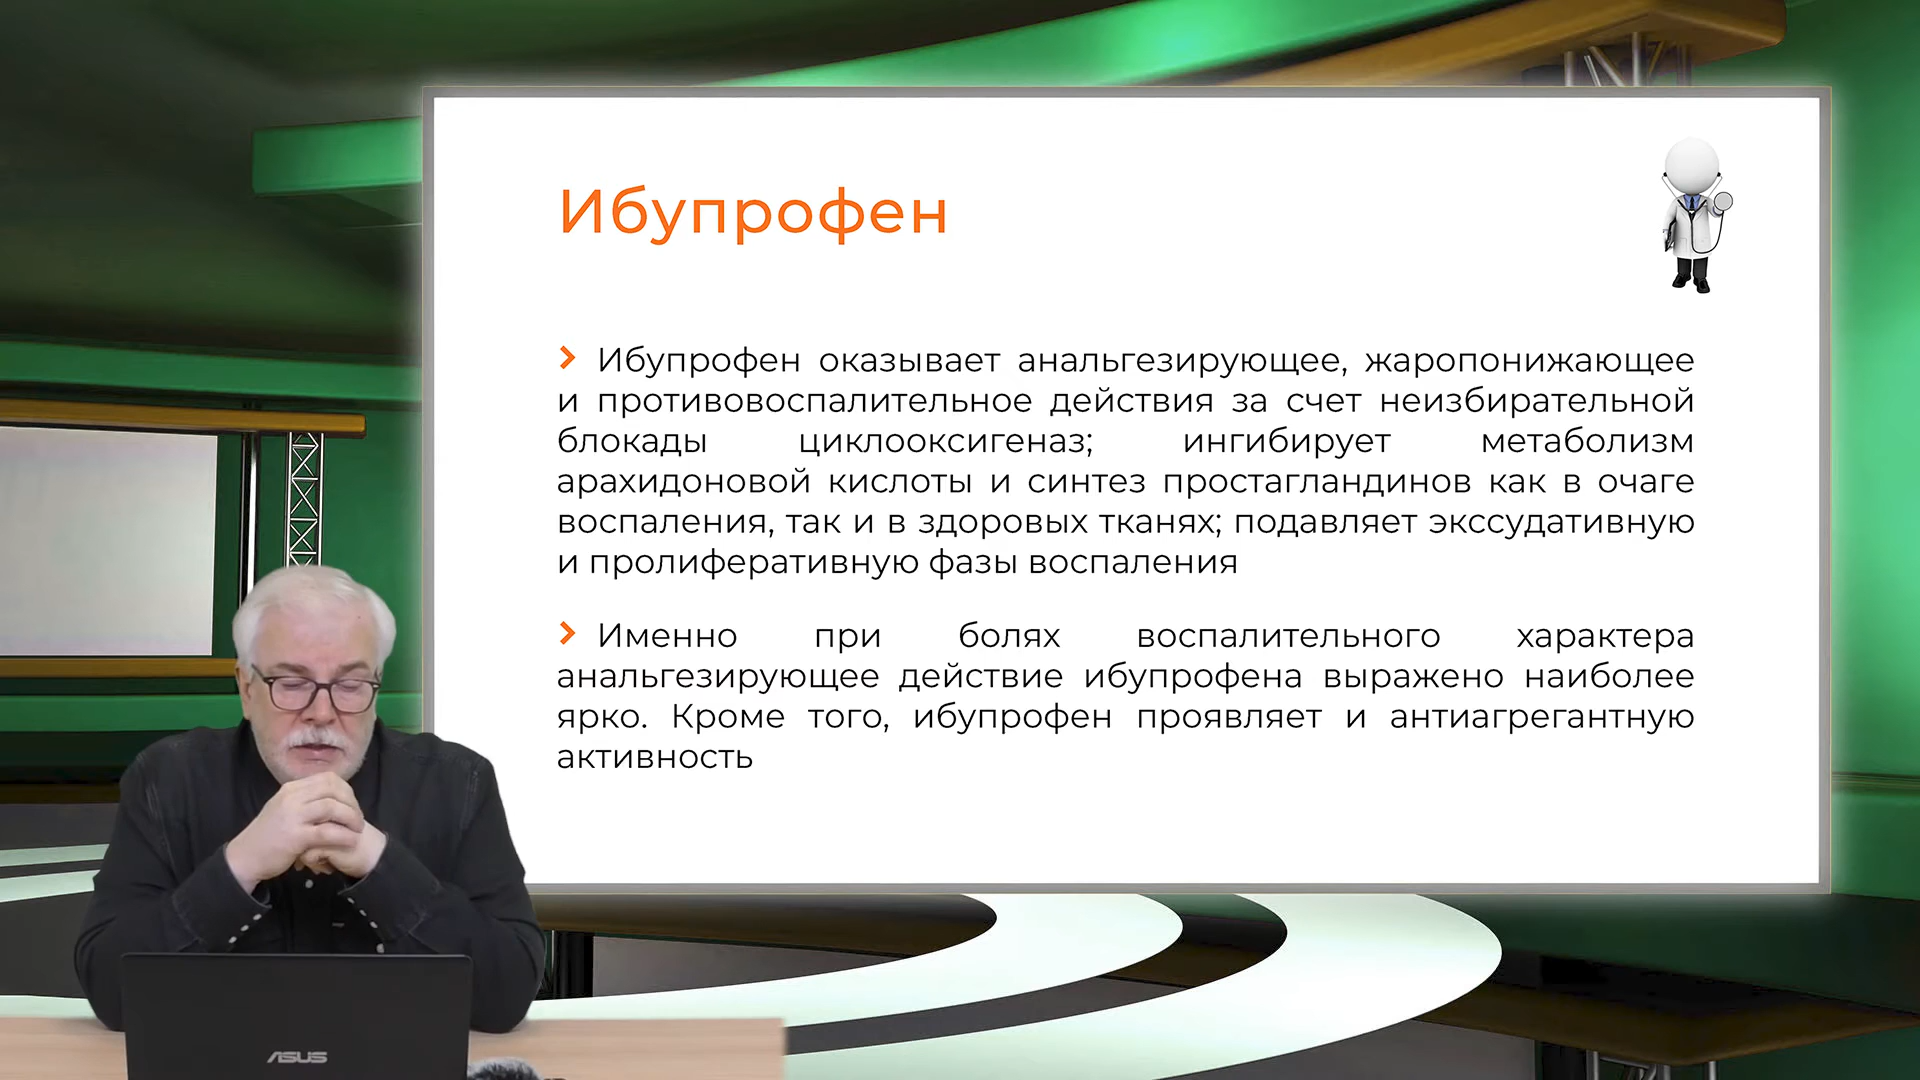 Ибупрофен
Ибупрофен оказывает анальгезирующее, жаропонижающее
и противовоспалительное действия за счет неизбирательной
блокады циклооксигеназ; ингибирует метаболизм
арахидоновой кислоты и синтез простагландинов как в очаге
воспаления, так и в здоровых тканях; подавляет экссудативную
и пролиферативную фазы воспаления
Именно при болях воспалительного характера
анальгезирующее действие ибупрофена выражено наиболее
ярко. Кроме того, ибупрофен проявляет и антиагрегантную
активность
ASUS